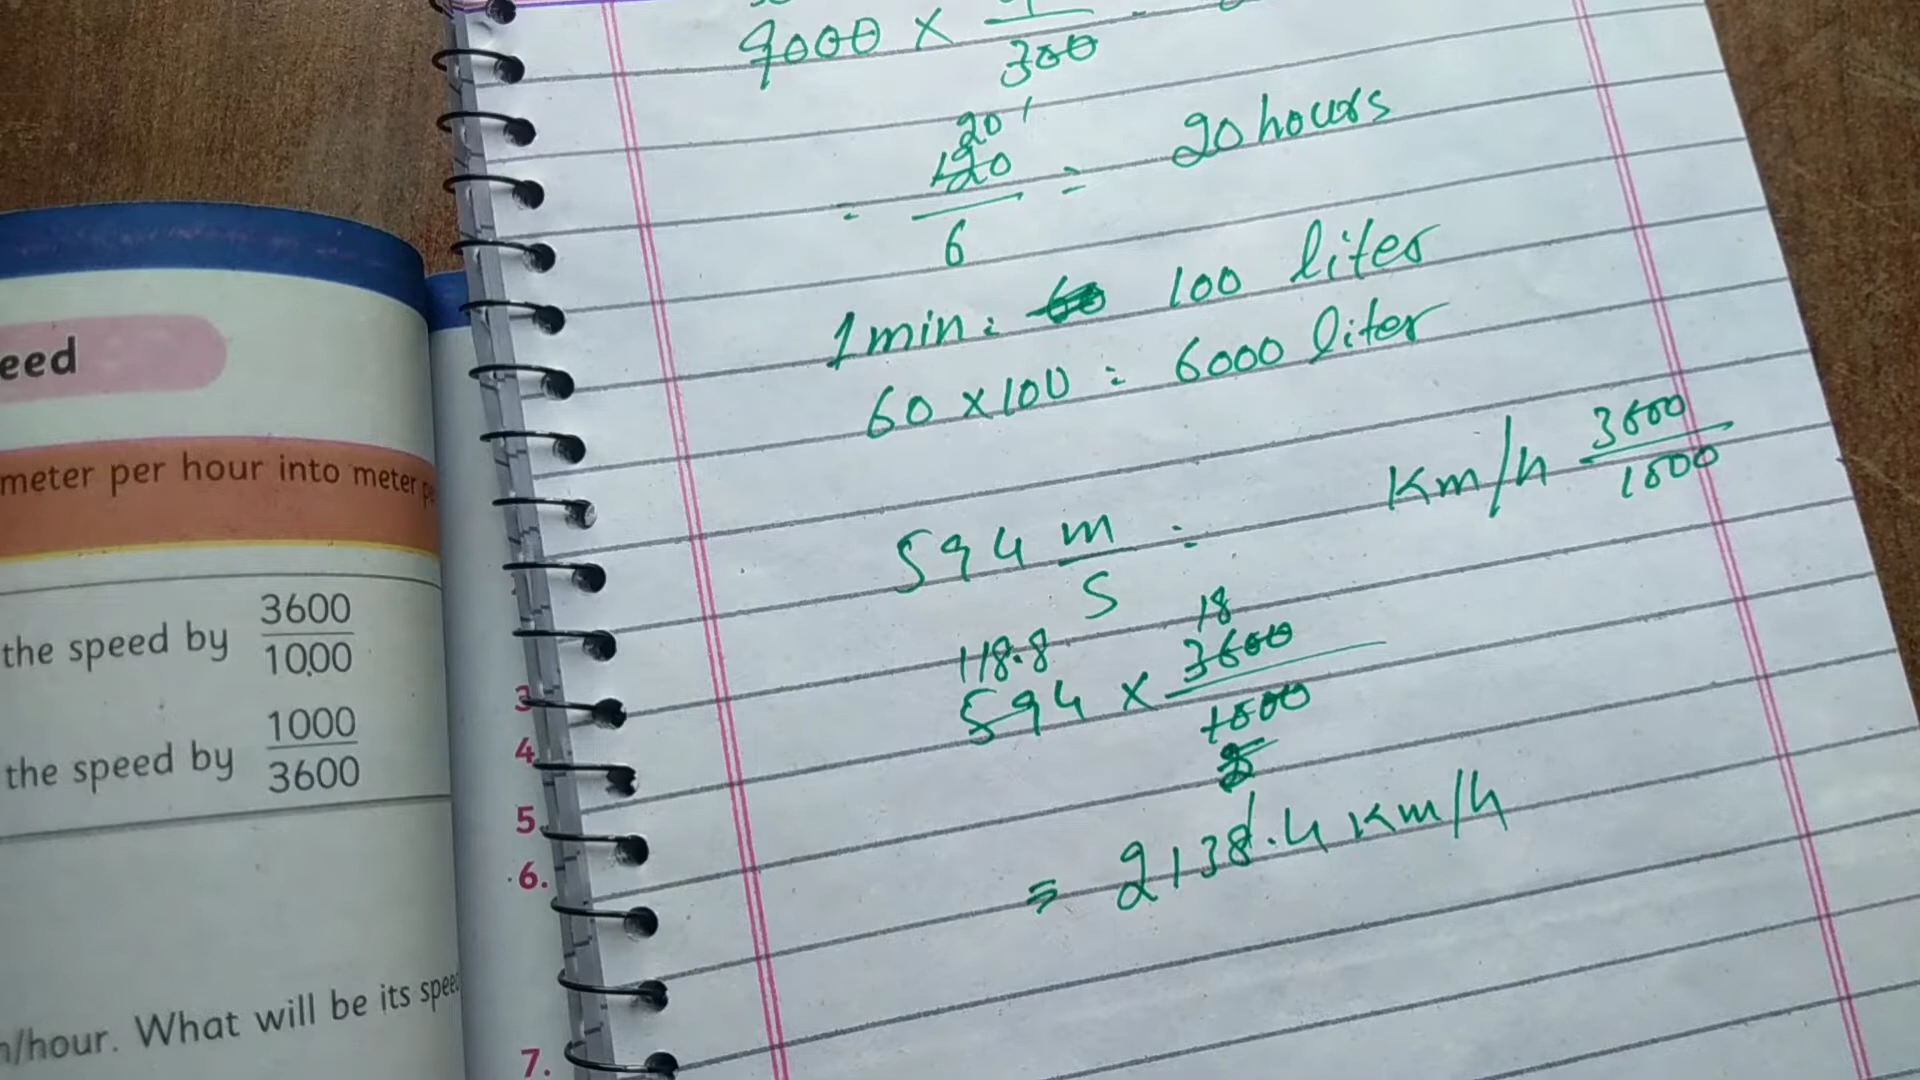 eed
meter per hour into meter
the speed by 3600/1000
the speed by 1000/3600
/hour. What will be its spee
3
4
5.
6.
7.
9000 ×
300
20
= 120/6 = 20 hours
1 min = 100 liter
60 × 100 = 6000 liter
594 m/s = Km/h 3600/1000
118.8 18
594 × 3600/1000
5
= 2138.4 Km/h